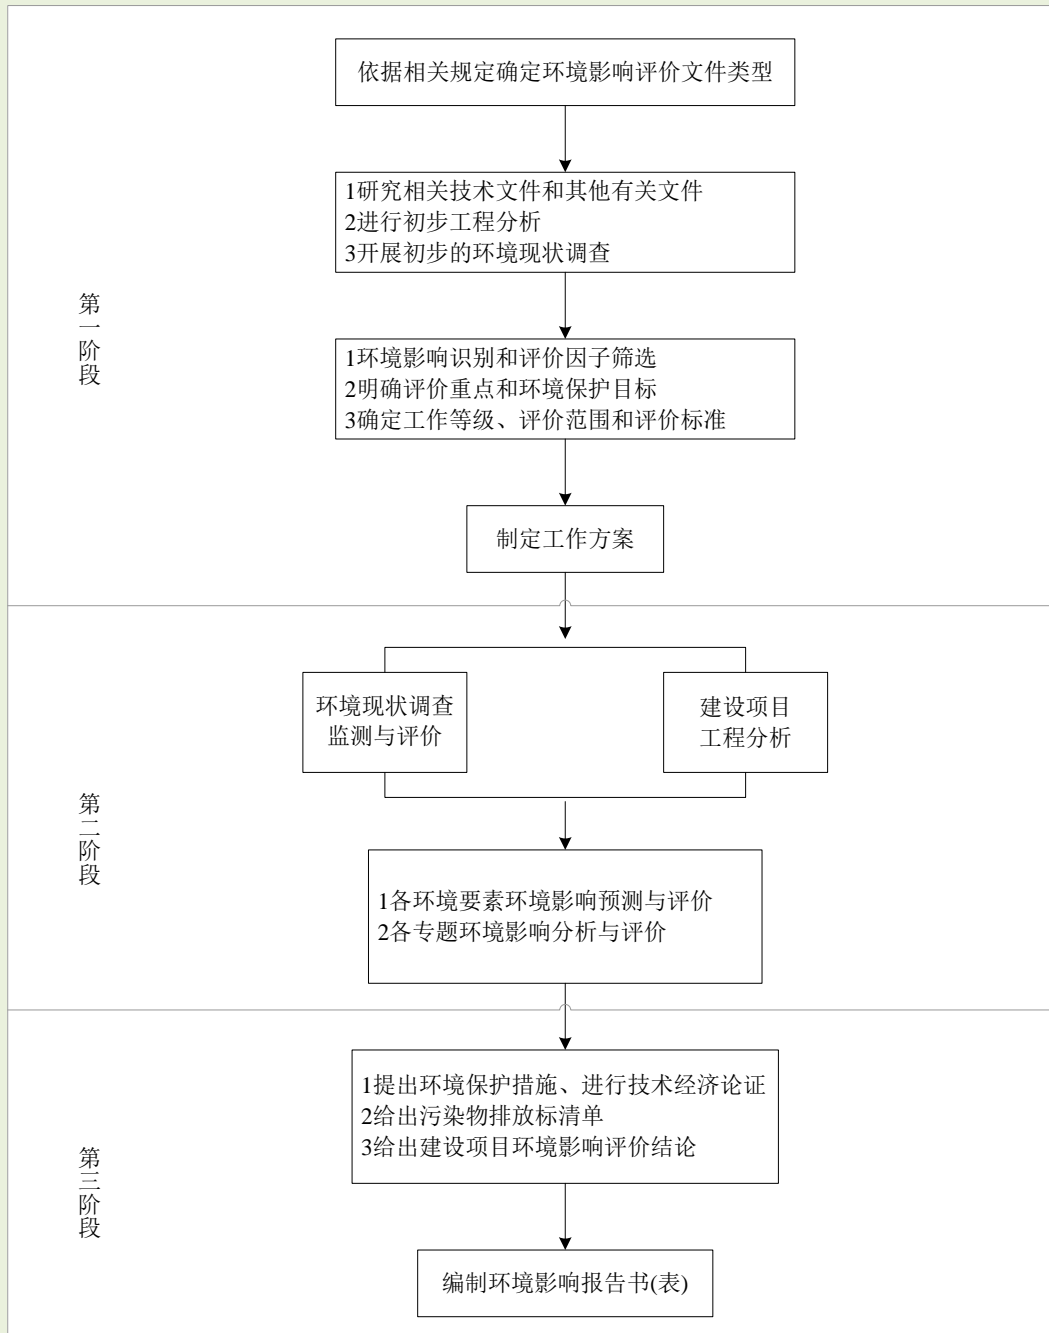 依据相关规定确定环境影响评价文件类型
1研究相关技术文件和其他有关文件
2进行初步工程分析
3开展初步的环境现状调查
第一阶段
1环境影响识别和评价因子筛选
2明确评价重点和环境保护目标
3确定工作等级、评价范围和评价标准
制定工作方案
环境现状调查
监测与评价
建设项目
工程分析
第二阶段
1各环境要素环境影响预测与评价
2各专题环境影响分析与评价
1提出环境保护措施、进行技术经济论证
2给出污染物排放标清单
3给出建设项目环境影响评价结论
第三阶段
编制环境影响报告书(表)